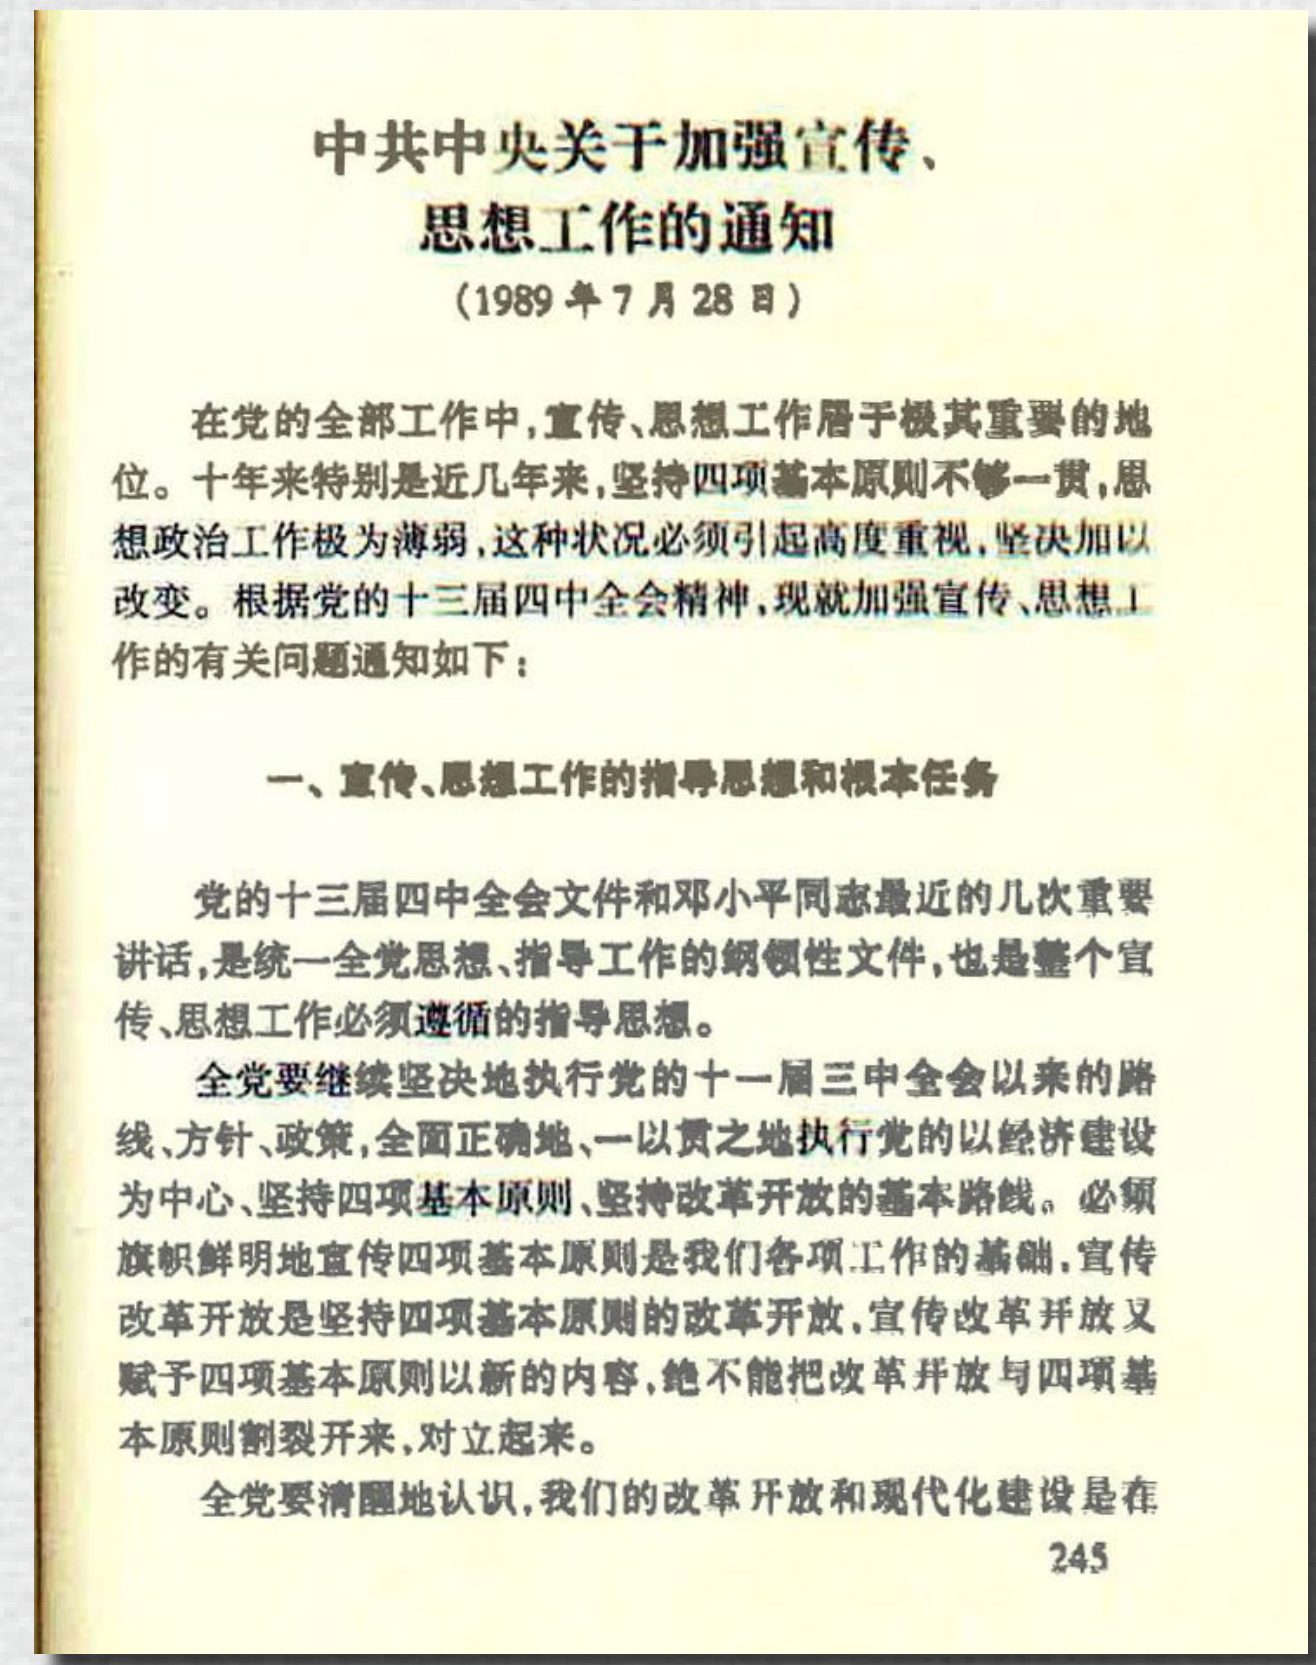 中共中央关于加强宣传、
思想工作的通知
(1989年7月28日)
在党的全部工作中,宣传、思想工作居于极其重要的地
位。十年来特别是近几年来,坚持四项基本原则不够一贯,思
想政治工作极为薄弱,这种状况必须引起高度重视,坚决加以
改变。根据党的十三届四中全会精神,现就加强宣传、思想工
作的有关问题通知如下:
一、宣传、思想工作的指导思想和根本任务
党的十三届四中全会文件和邓小平同志最近的几次重要
讲话,是统一全党思想、指导工作的纲领性文件,也是整个宣
传、思想工作必须遵循的指导思想。
全党要继续坚决地执行党的十一届三中全会以来的路
线、方针、政策,全面正确地、一以贯之地执行党的以经济建设
为中心、坚持四项基本原则、坚持改革开放的基本路线。必须
旗帜鲜明地宣传四项基本原则是我们各项工作的基础,宣传
改革开放是坚持四项基本原则的改革开放,宣传改革开放又
赋予四项基本原则以新的内容,绝不能把改革开放与四项基
本原则割裂开来,对立起来。
全党要清醒地认识,我们的改革开放和现代化建设是在
245